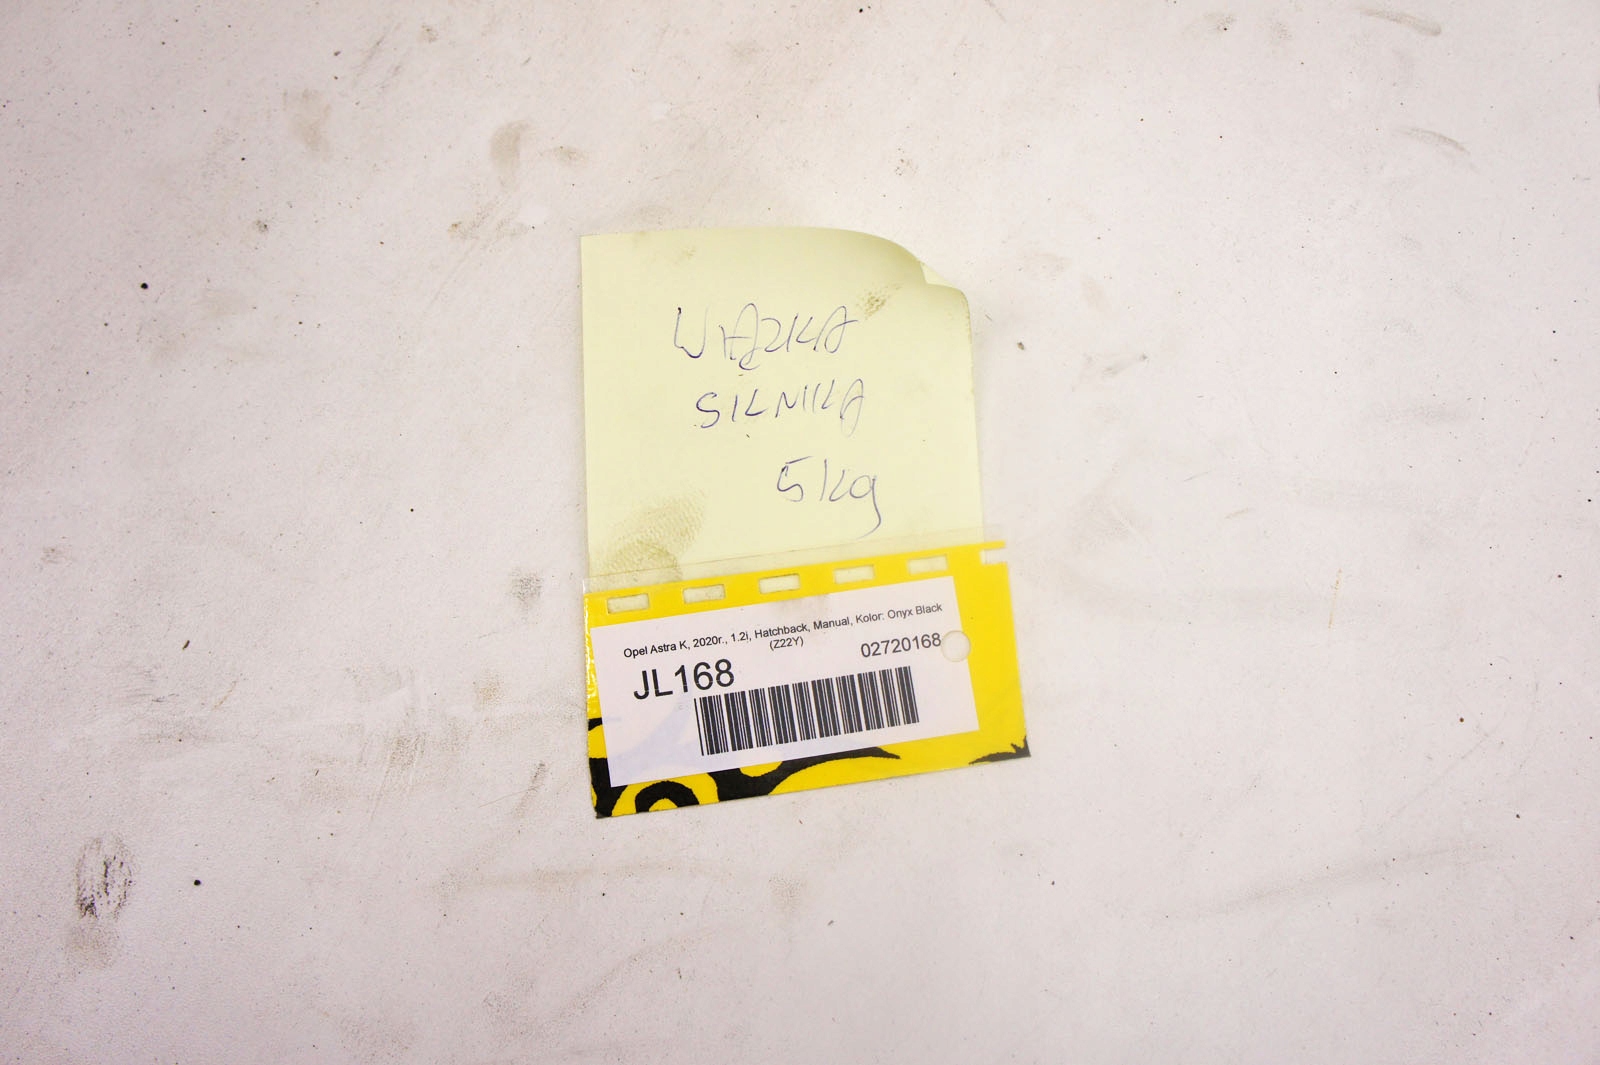 WIĄZKA
SILNIKA
5kg
Opel Astra K, 2020r., 1.2i, Hatchback, Manual, Kolor: Onyx Black
(Z22Y)
02720168
JL168